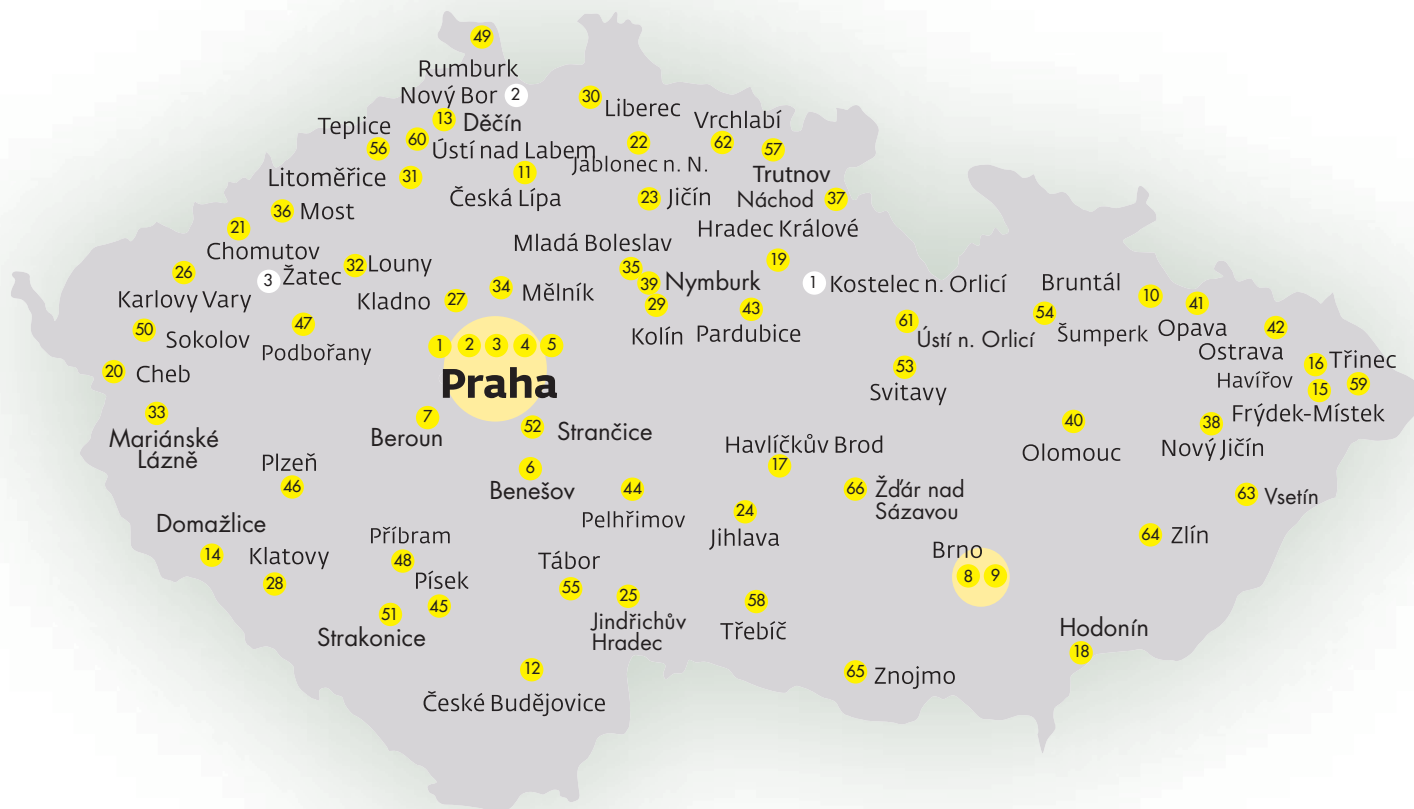 49
Rumburk
Nový Bor 2
30 Liberec
13 Děčín
Vrchlabí
Teplice
56
60
Ústí nad Labem
22
Jablonec n. N.
62
57
Trutnov
Litoměřice 31
11
Česká Lípa
23 Jičín
Náchod 37
36 Most
21
Chomutov
Hradec Králové
19
Mladá Boleslav
35
26
Karlovy Vary
3 Žatec
32 Louny
Kladno 27
34 Mělník
39 Nymburk
29
Kolín
43
Pardubice
1 Kostelec n. Orlicí
Bruntál
10
41
Opava
50 Sokolov
47
Podbořany
61
Ústí n. Orlicí
54
Šumperk
42
Ostrava
1 2 3 4 5
Praha
20 Cheb
53
Svitavy
16 Třinec
Havířov 15 59
Frýdek-Místek
33
Mariánské
Lázně
7
Beroun
52 Strančice
Havlíčkův Brod
17
40
Olomouc
38
Nový Jičín
Plzeň
46
6
Benešov
44
Pelhřimov
66 Žďár nad
Sázavou
63 Vsetín
24
Jihlava
Domažlice
14
Klatovy
28
Příbram
48
Písek
45
51
Strakonice
Tábor
55
25
Jindřichův
Hradec
58
Třebíč
Brno
8 9
64 Zlín
Hodonín
18
12
České Budějovice
65 Znojmo